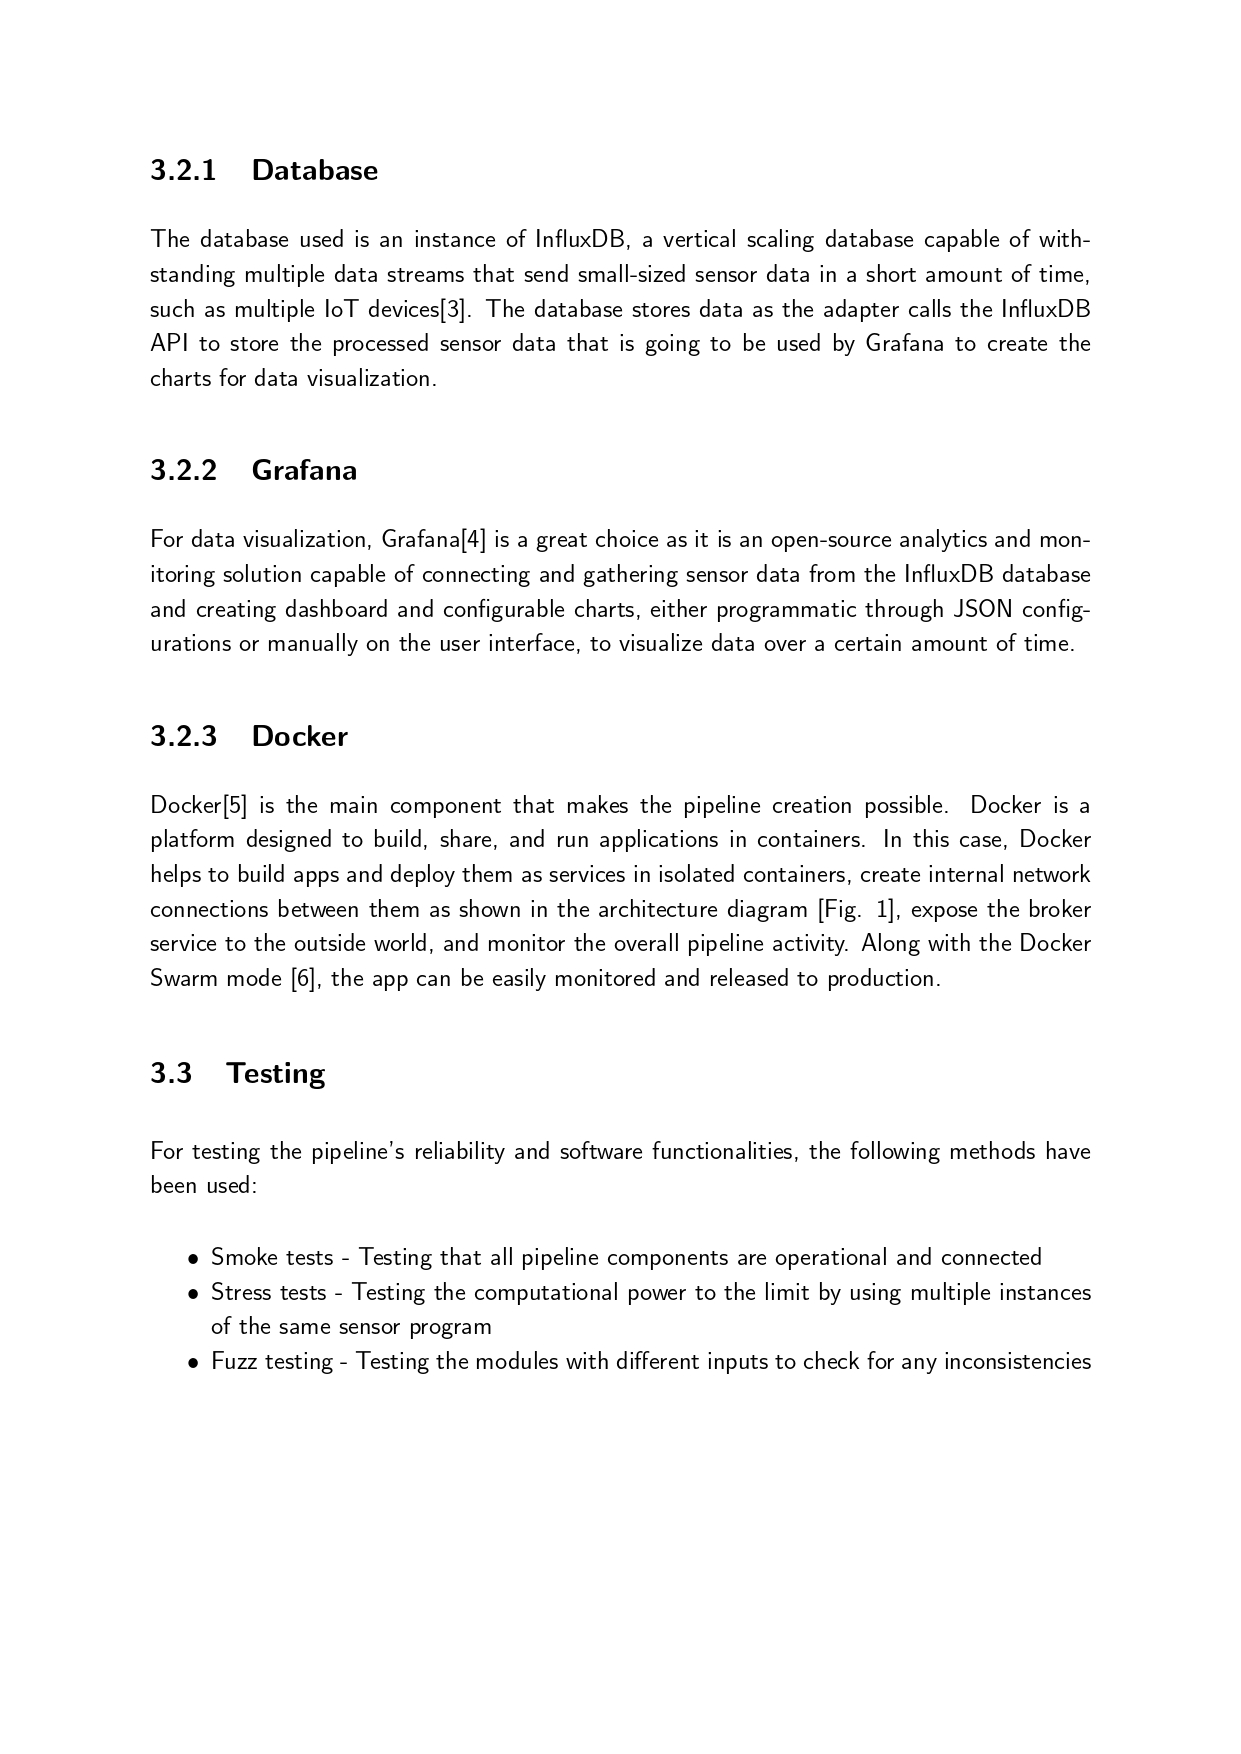 3.2.1 Database
The database used is an instance of InfluxDB, a vertical scaling database capable of with-
standing multiple data streams that send small-sized sensor data in a short amount of time,
such as multiple IoT devices[3]. The database stores data as the adapter calls the InfluxDB
API to store the processed sensor data that is going to be used by Grafana to create the
charts for data visualization.
3.2.2 Grafana
For data visualization, Grafana[4] is a great choice as it is an open-source analytics and mon-
itoring solution capable of connecting and gathering sensor data from the InfluxDB database
and creating dashboard and configurable charts, either programmatic through JSON config-
urations or manually on the user interface, to visualize data over a certain amount of time.
3.2.3 Docker
Docker[5] is the main component that makes the pipeline creation possible. Docker is a
platform designed to build, share, and run applications in containers. In this case, Docker
helps to build apps and deploy them as services in isolated containers, create internal network
connections between them as shown in the architecture diagram [Fig. 1], expose the broker
service to the outside world, and monitor the overall pipeline activity. Along with the Docker
Swarm mode [6], the app can be easily monitored and released to production.
3.3 Testing
For testing the pipeline's reliability and software functionalities, the following methods have
been used:
• Smoke tests - Testing that all pipeline components are operational and connected
• Stress tests - Testing the computational power to the limit by using multiple instances
of the same sensor program
• Fuzz testing - Testing the modules with different inputs to check for any inconsistencies